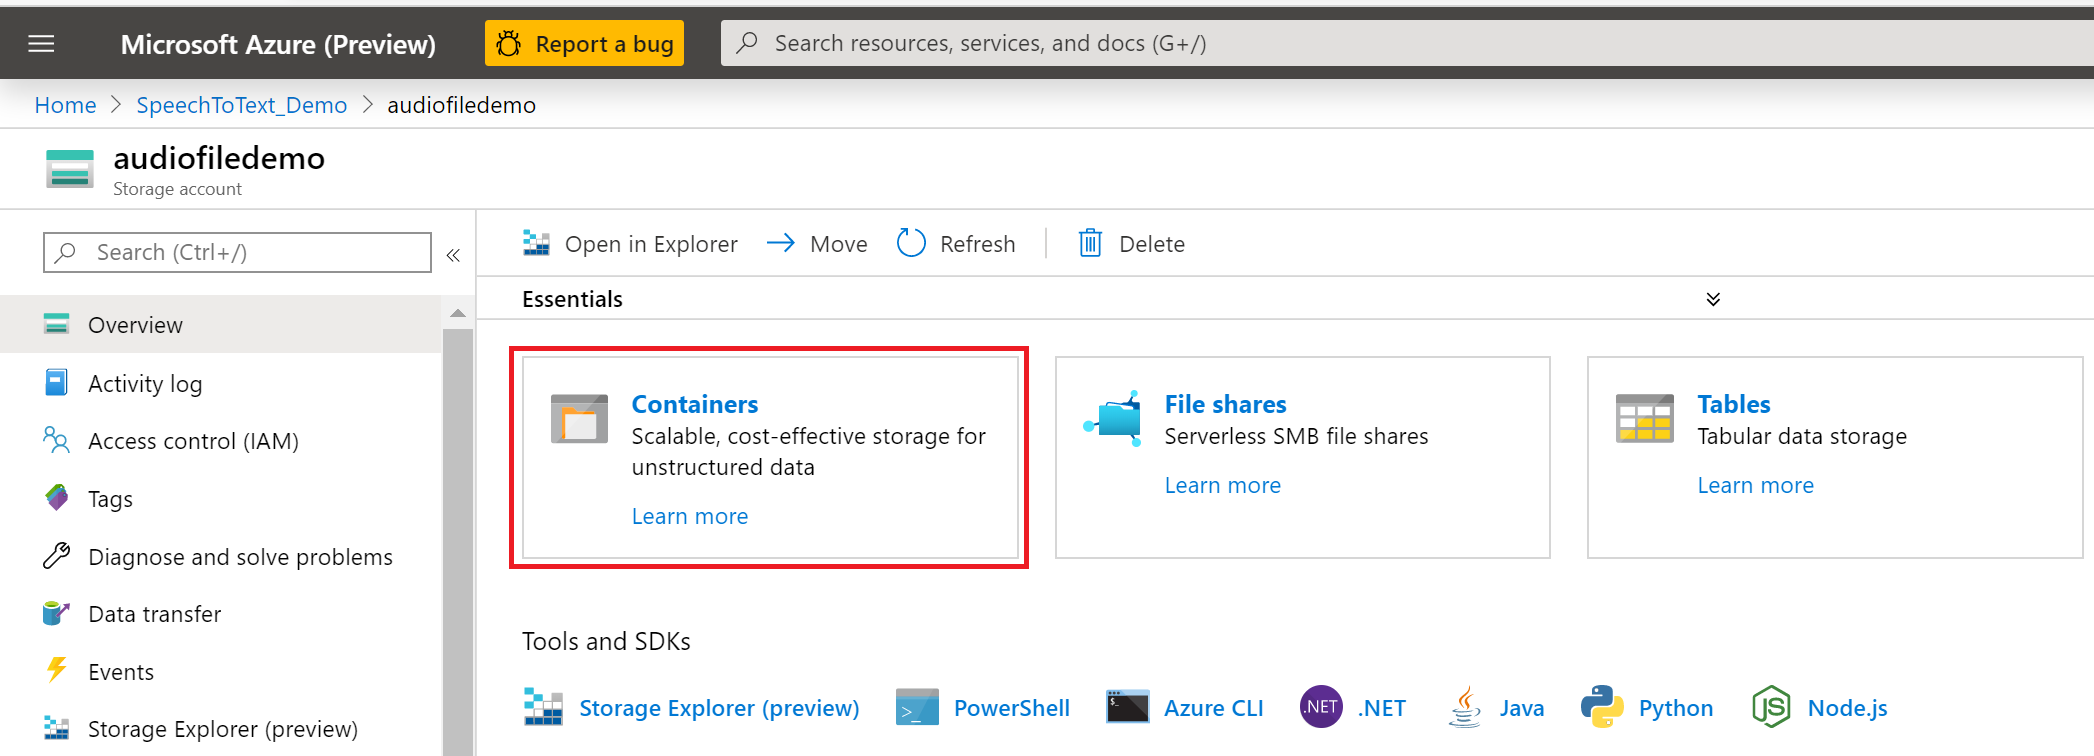 Microsoft Azure (Preview) Report a bug Search resources, services, and docs (G+/)
Home > SpeechToText_Demo > audiofiledemo
audiofiledemo
Storage account
Search (Ctrl+/) «
Open in Explorer Move Refresh Delete
Essentials
Overview
Activity log
Access control (IAM)
Tags
Diagnose and solve problems
Data transfer
Events
Storage Explorer (preview)
Containers
Scalable, cost-effective storage for
unstructured data
Learn more
File shares
Serverless SMB file shares
Learn more
Tables
Tabular data storage
Learn more
Tools and SDKs
Storage Explorer (preview) >_ PowerShell $_ Azure CLI .NET .NET Java Python JS Node.js